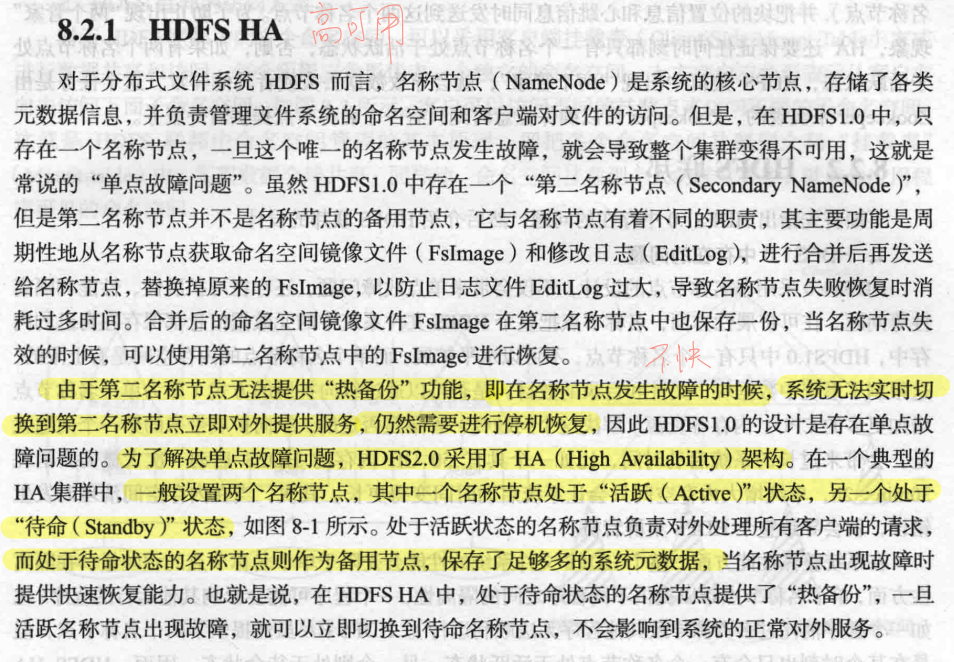 8.2.1 HDFS HA 高可用
对于分布式文件系统 HDFS 而言，名称节点（NameNode）是系统的核心节点，存储了各类
元数据信息，并负责管理文件系统的命名空间和客户端对文件的访问。但是，在 HDFS1.0 中，只
存在一个名称节点，一旦这个唯一的名称节点发生故障，就会导致整个集群变得不可用，这就是
常说的“单点故障问题”。虽然 HDFS1.0 中存在一个“第二名称节点（Secondary NameNode）”，
但是第二名称节点并不是名称节点的备用节点，它与名称节点有着不同的职责，其主要功能是周
期性地从名称节点获取命名空间镜像文件（FsImage）和修改日志（EditLog），进行合并后再发送
给名称节点，替换掉原来的 FsImage，以防止日志文件 EditLog 过大，导致名称节点失败恢复时消
耗过多时间。合并后的命名空间镜像文件 FsImage 在第二名称节点中也保存一份，当名称节点失
效的时候，可以使用第二名称节点中的 FsImage 进行恢复。
由于第二名称节点无法提供“热备份”功能，即在名称节点发生故障的时候，系统无法实时切
换到第二名称节点立即对外提供服务，仍然需要进行停机恢复，因此 HDFS1.0 的设计是存在单点故
障问题的。为了解决单点故障问题，HDFS2.0 采用了 HA（High Availability）架构。在一个典型的
HA 集群中，一般设置两个名称节点，其中一个名称节点处于“活跃（Active）”状态，另一个处于
“待命（Standby）”状态，如图 8-1 所示。处于活跃状态的名称节点负责对外处理所有客户端的请求，
而处于待命状态的名称节点则作为备用节点，保存了足够多的系统元数据，当名称节点出现故障时
提供快速恢复能力。也就是说，在 HDFS HA 中，处于待命状态的名称节点提供了“热备份”，一旦
活跃名称节点出现故障，就可以立即切换到待命名称节点，不会影响到系统的正常对外服务。